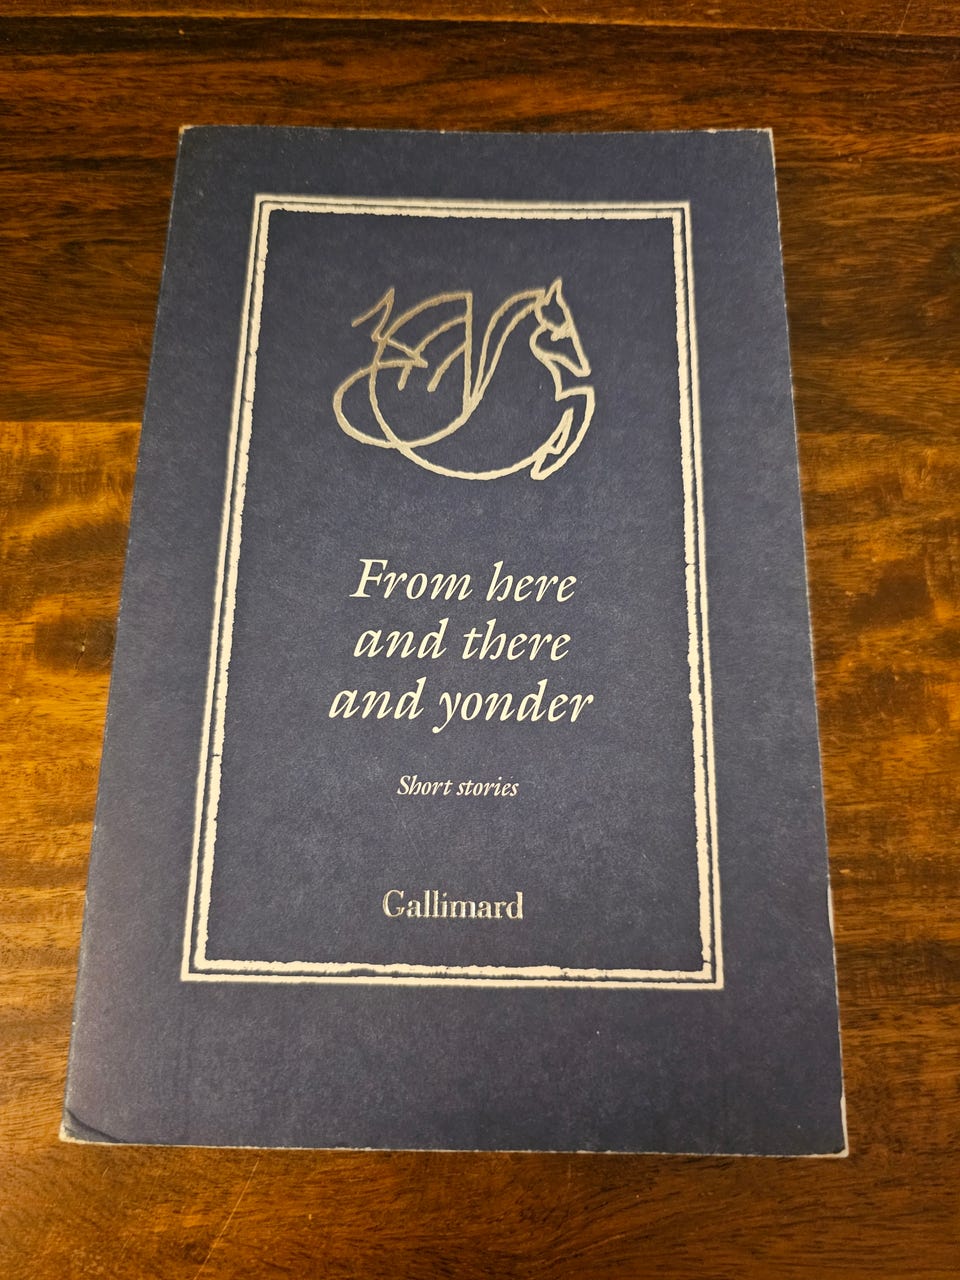 From here
and there
and yonder
Short stories
Gallimard